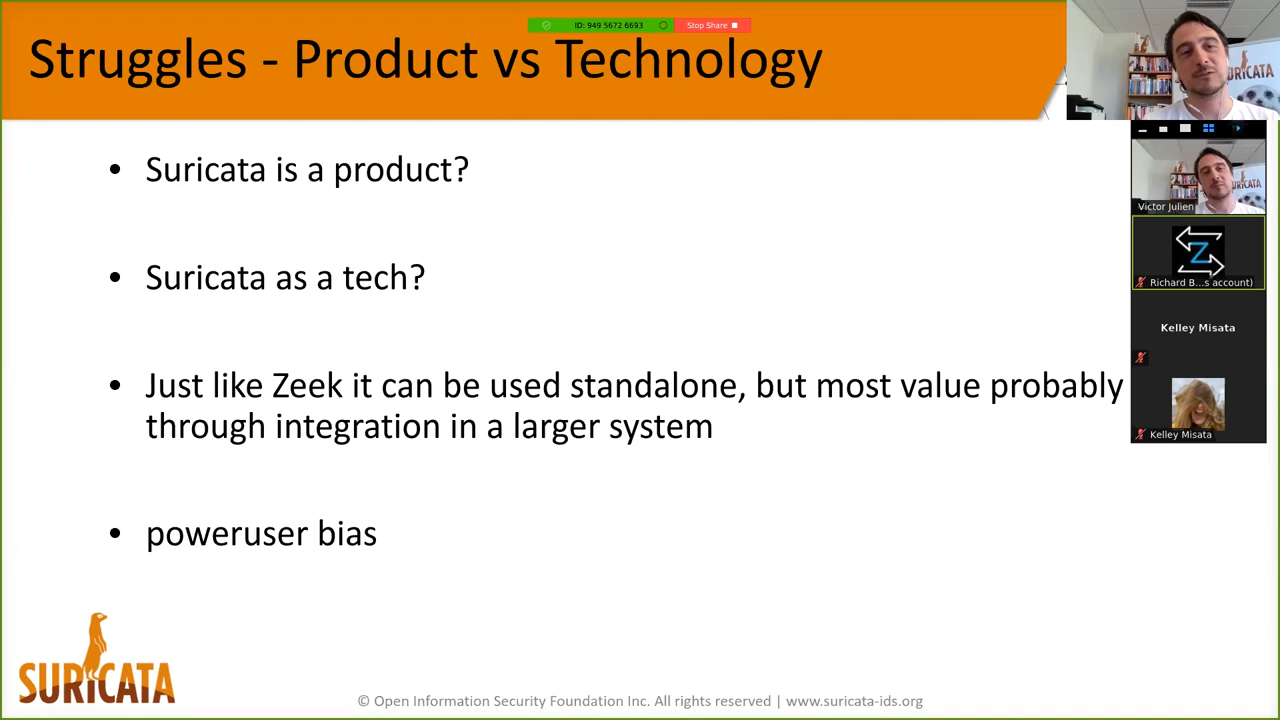 ID: 949 5672 6693
Stop Share
Struggles - Product vs Technology
URICATA
Suricata is a product?
URICATA
Victor Julien
Suricata as a tech?
Z
Richard B...s account)
Kelley Misata
Just like Zeek it can be used standalone, but most value probably
through integration in a larger system
Kelley Misata
poweruser bias
SURICATA
© Open Information Security Foundation Inc. All rights reserved | www.suricata-ids.org